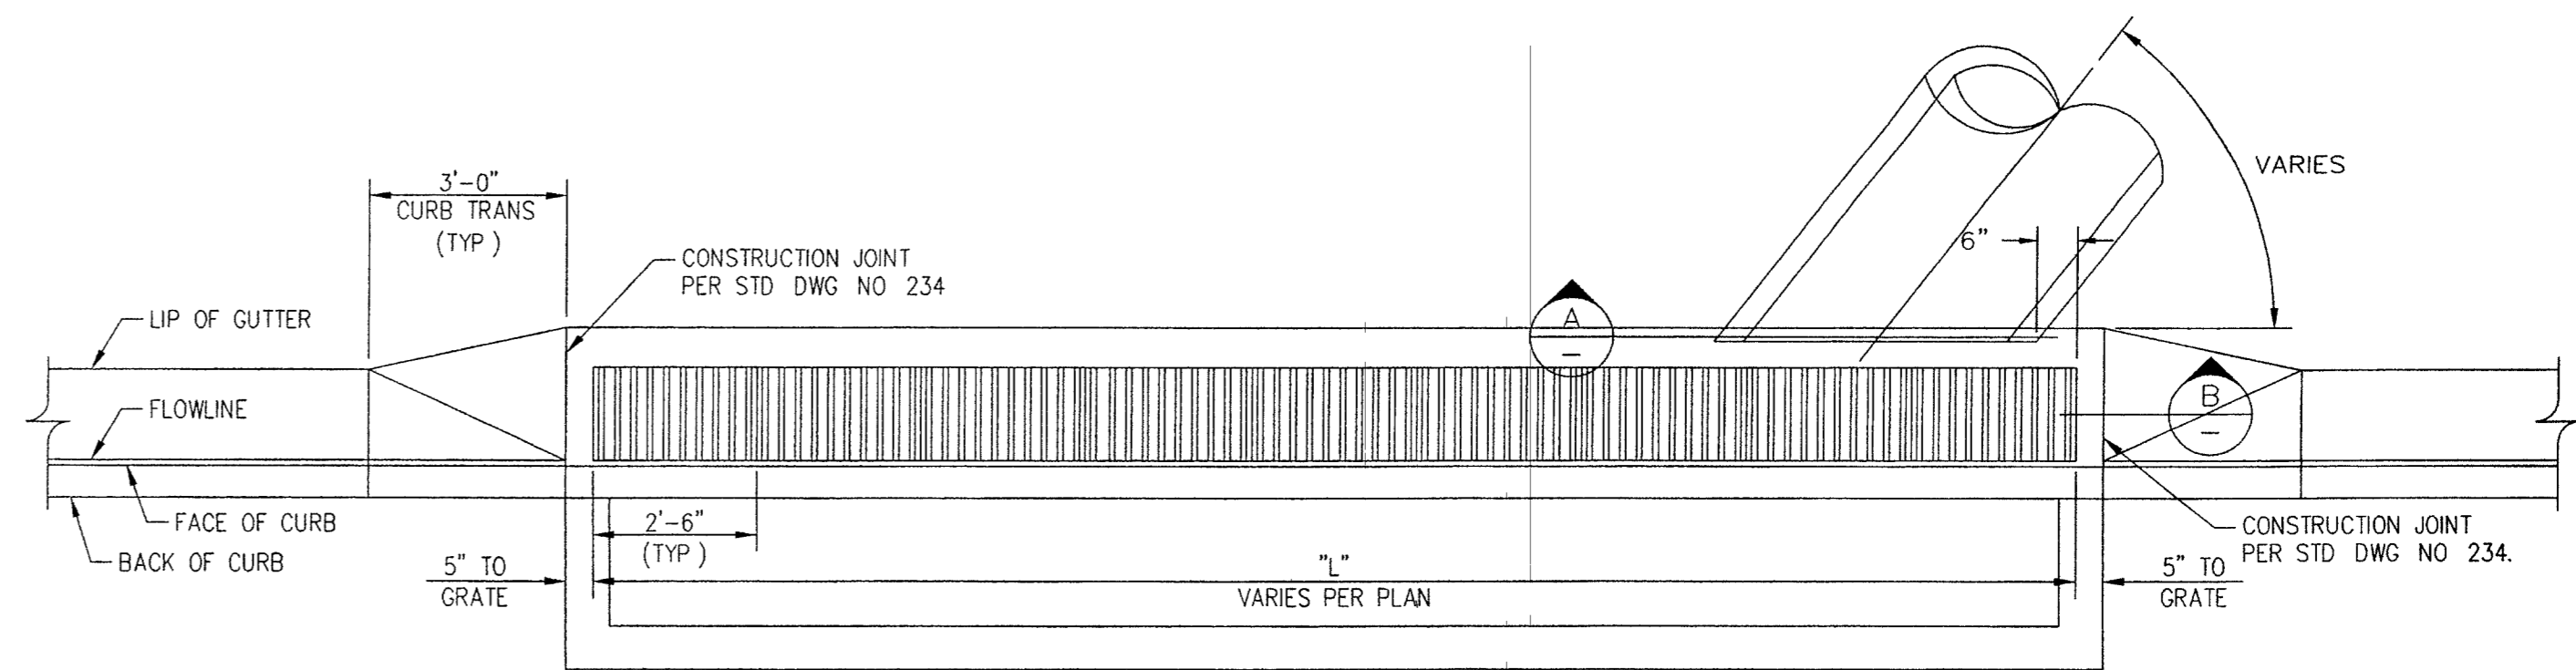 VARIES
3'-0"
CURB TRANS
(TYP )
6"
CONSTRUCTION JOINT
PER STD DWG NO 234
A
–
LIP OF GUTTER
B
–
FLOWLINE
FACE OF CURB
BACK OF CURB
2'-6"
(TYP )
CONSTRUCTION JOINT
PER STD DWG NO 234.
5" TO
GRATE
"L"
VARIES PER PLAN
5" TO
GRATE